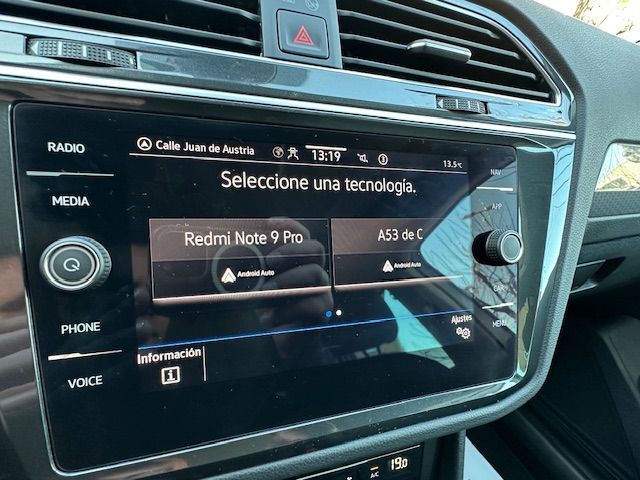 RADIO
MEDIA
PHONE
VOICE
Calle Juan de Austria
13:19
13.5°C
Seleccione una tecnología.
Redmi Note 9 Pro
Android Auto
A53 de C
Android Auto
Información
Ajustes
NAV
APP
CAR
MENU
A/C
19.0